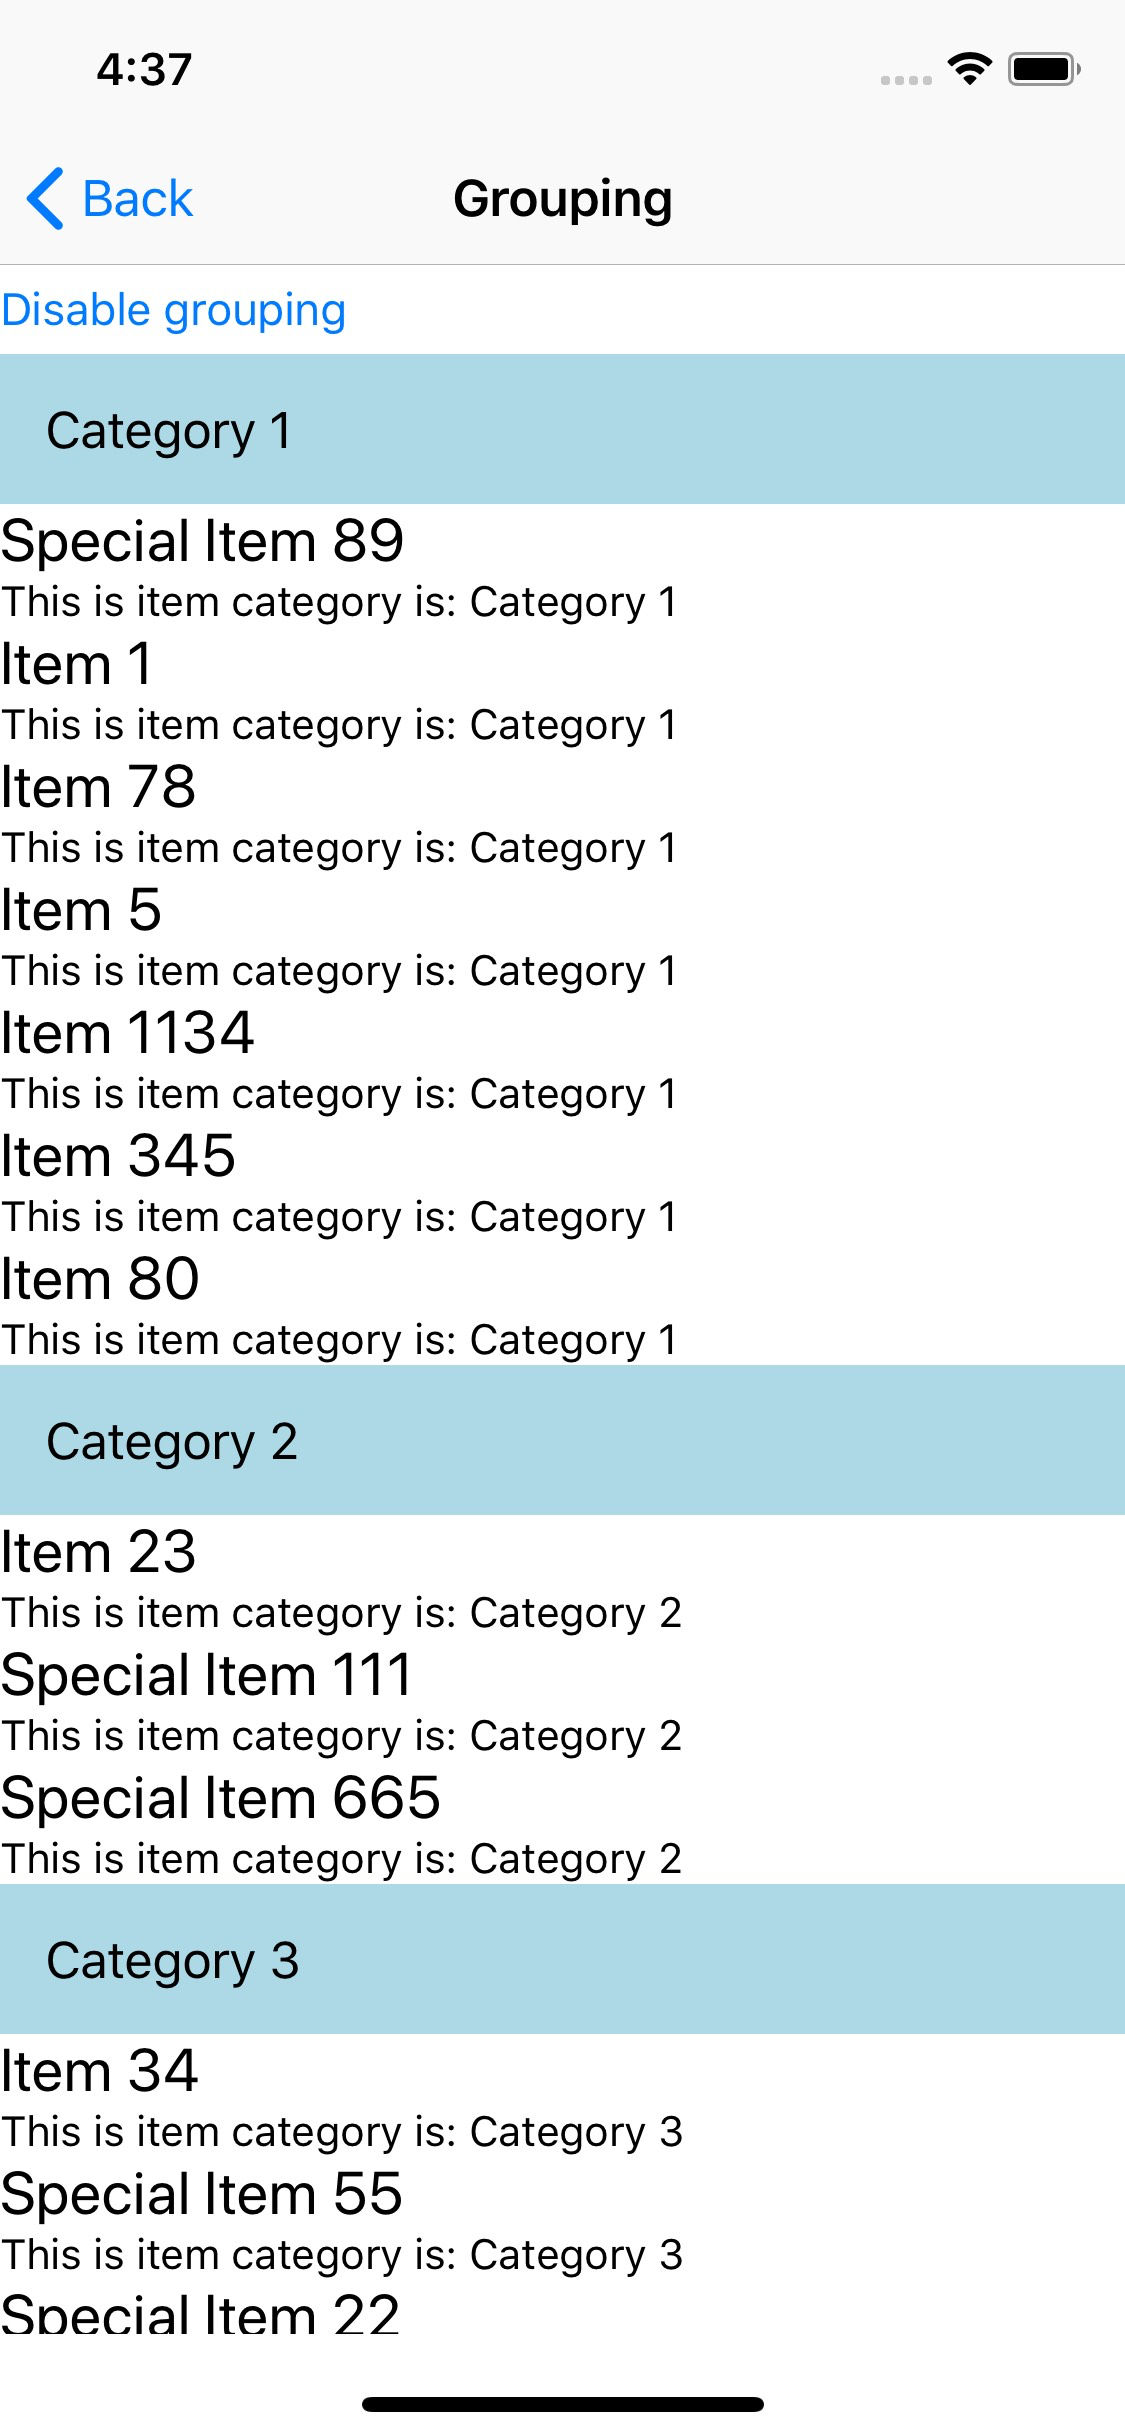 4:37
Back
Grouping
Disable grouping
Category 1
Special Item 89
This is item category is: Category 1
Item 1
This is item category is: Category 1
Item 78
This is item category is: Category 1
Item 5
This is item category is: Category 1
Item 1134
This is item category is: Category 1
Item 345
This is item category is: Category 1
Item 80
This is item category is: Category 1
Category 2
Item 23
This is item category is: Category 2
Special Item 111
This is item category is: Category 2
Special Item 665
This is item category is: Category 2
Category 3
Item 34
This is item category is: Category 3
Special Item 55
This is item category is: Category 3
Special Item 22